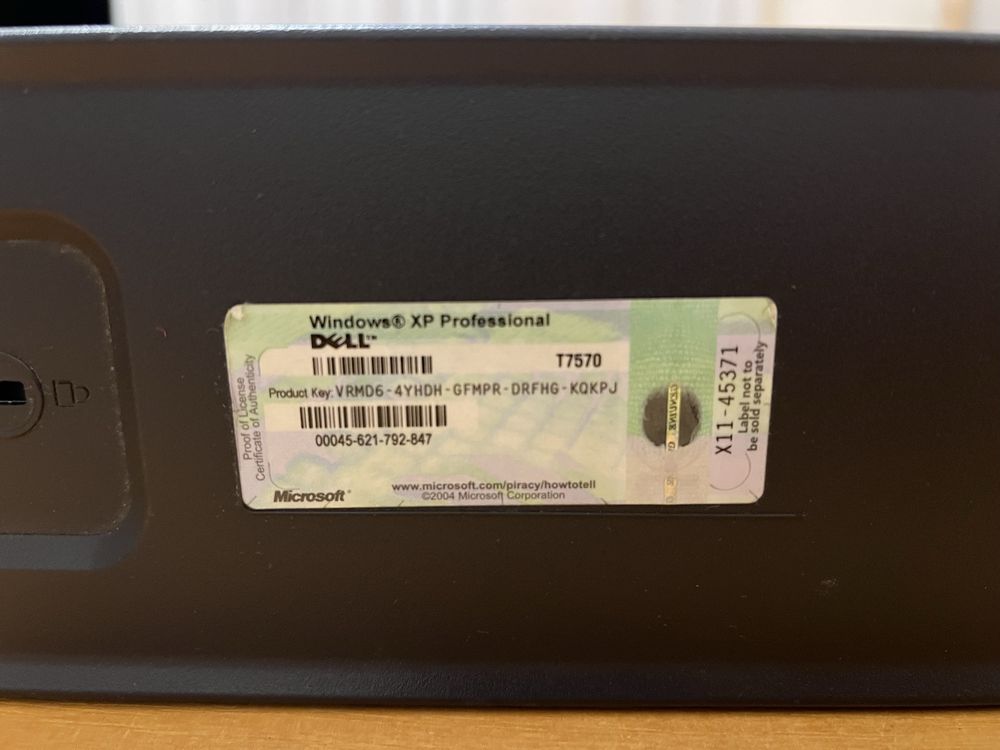 Windows® XP Professional
DELL™
T7570
Product Key: VRMD6-4YHDH-GFMPR-DRFHG-KQKPJ
00045-621-792-847
Proof of License
Certificate of Authenticity
Microsoft®
www.microsoft.com/piracy/howtotell
©2004 Microsoft Corporation
X11-45371
Label not to
be sold separately